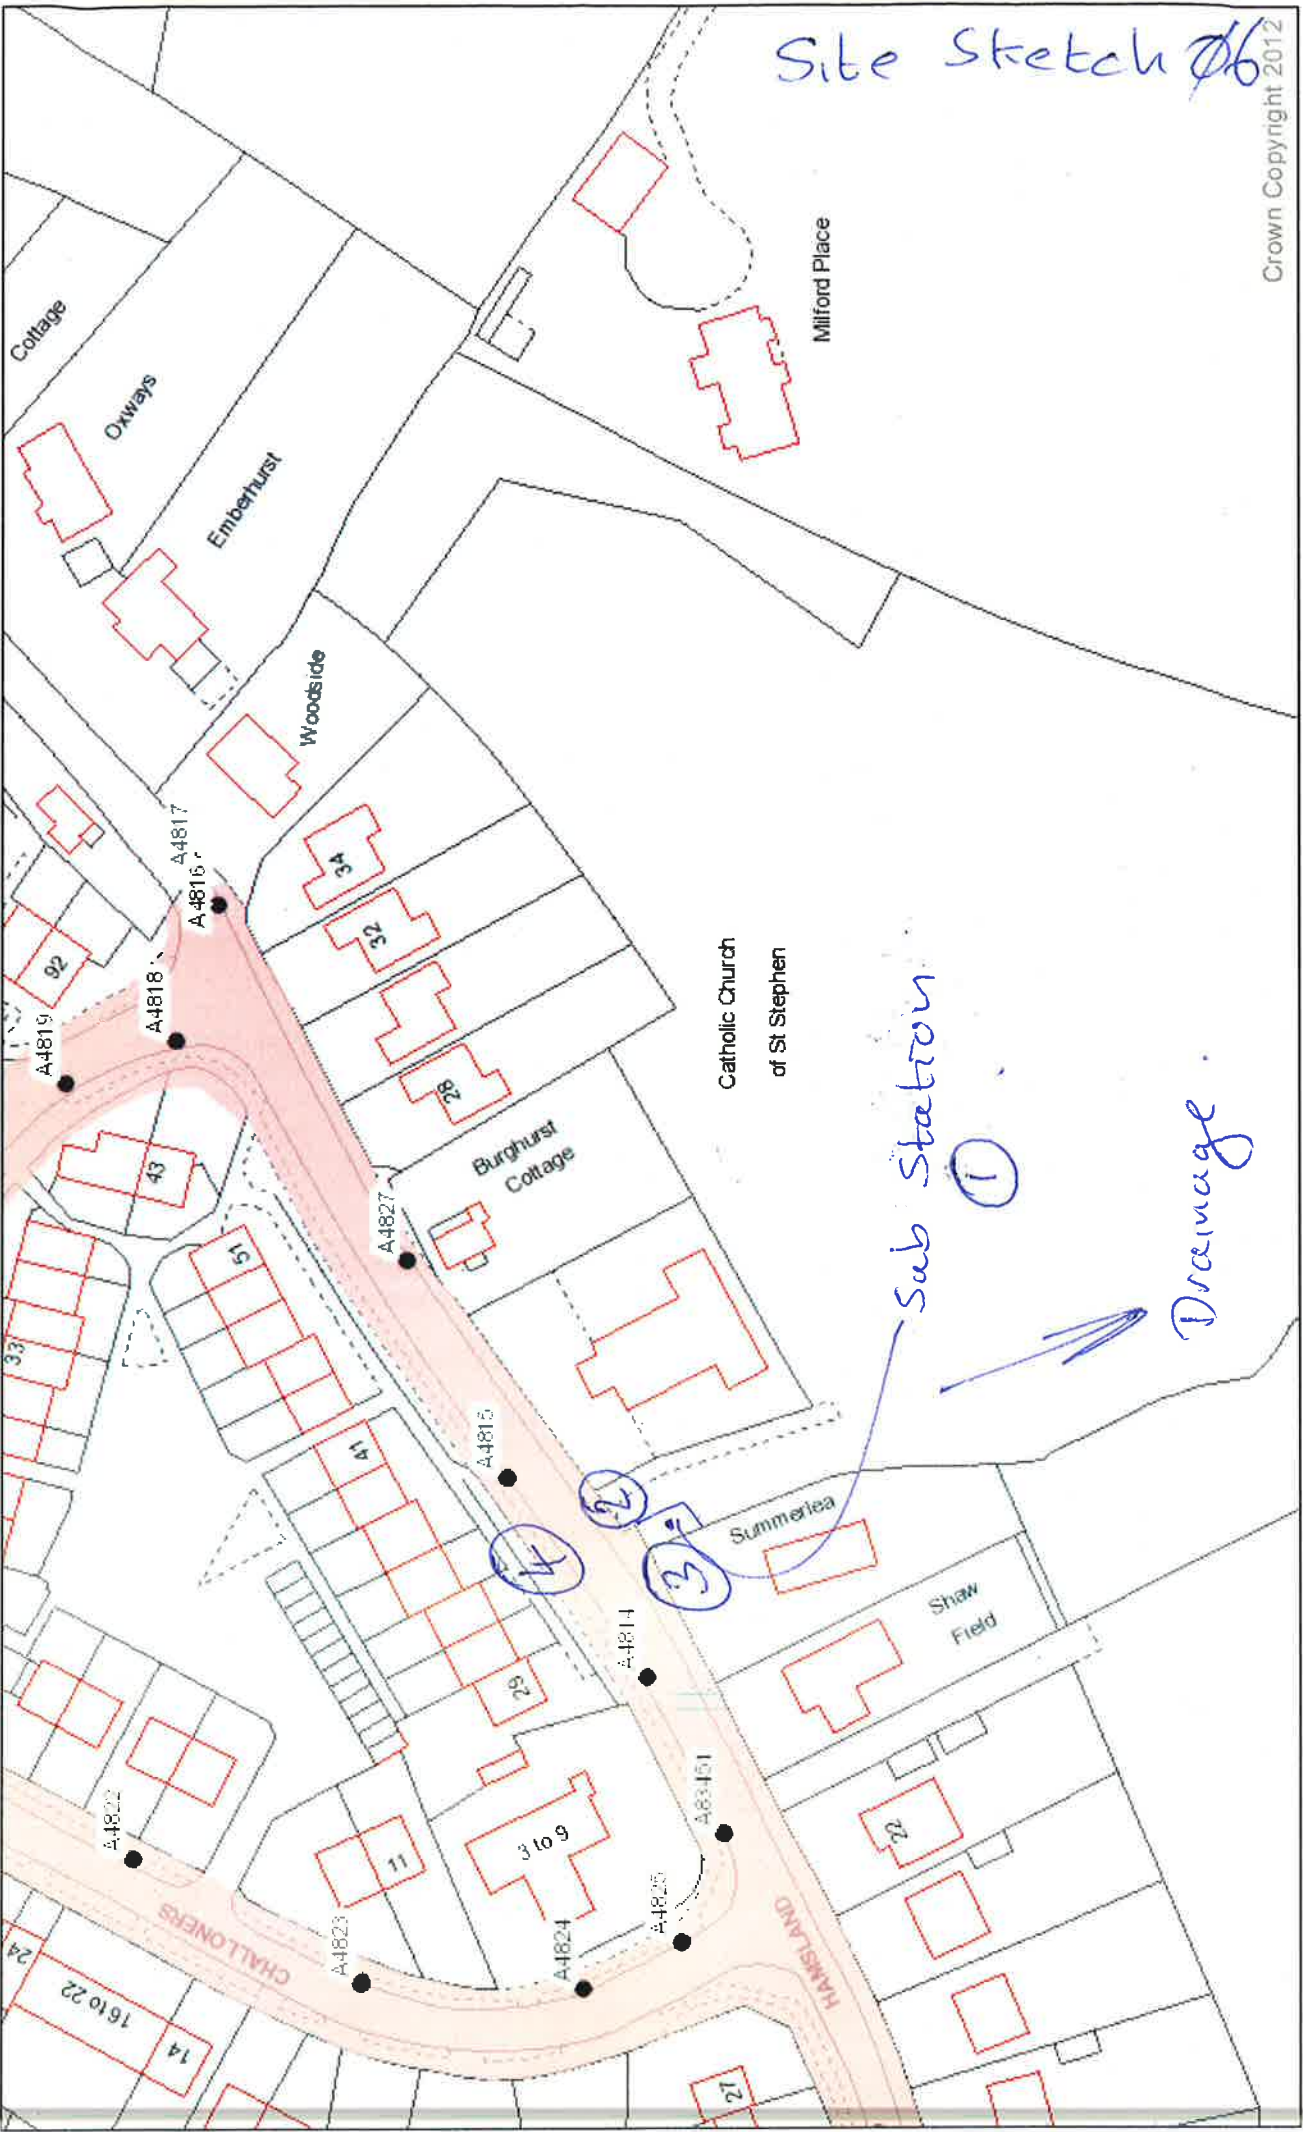 Site Sketch 06
Crown Copyright 2012
Cottage
Oxways
Emberhurst
Woodside
Milford Place
A4817
A4816
A4818
A4819
92
34
32
28
43
51
33
Burghurst
Cottage
A4827
Catholic Church
of St Stephen
41
A4815
4
2
3
Sub Station
1
Drainage.
Summerlea
Shaw
Field
29
A4814
A83451
3 to 9
11
22
A4822
A4823
A4824
A4825
CHALLONERS
HAMSLAND
24
16 to 22
14
27